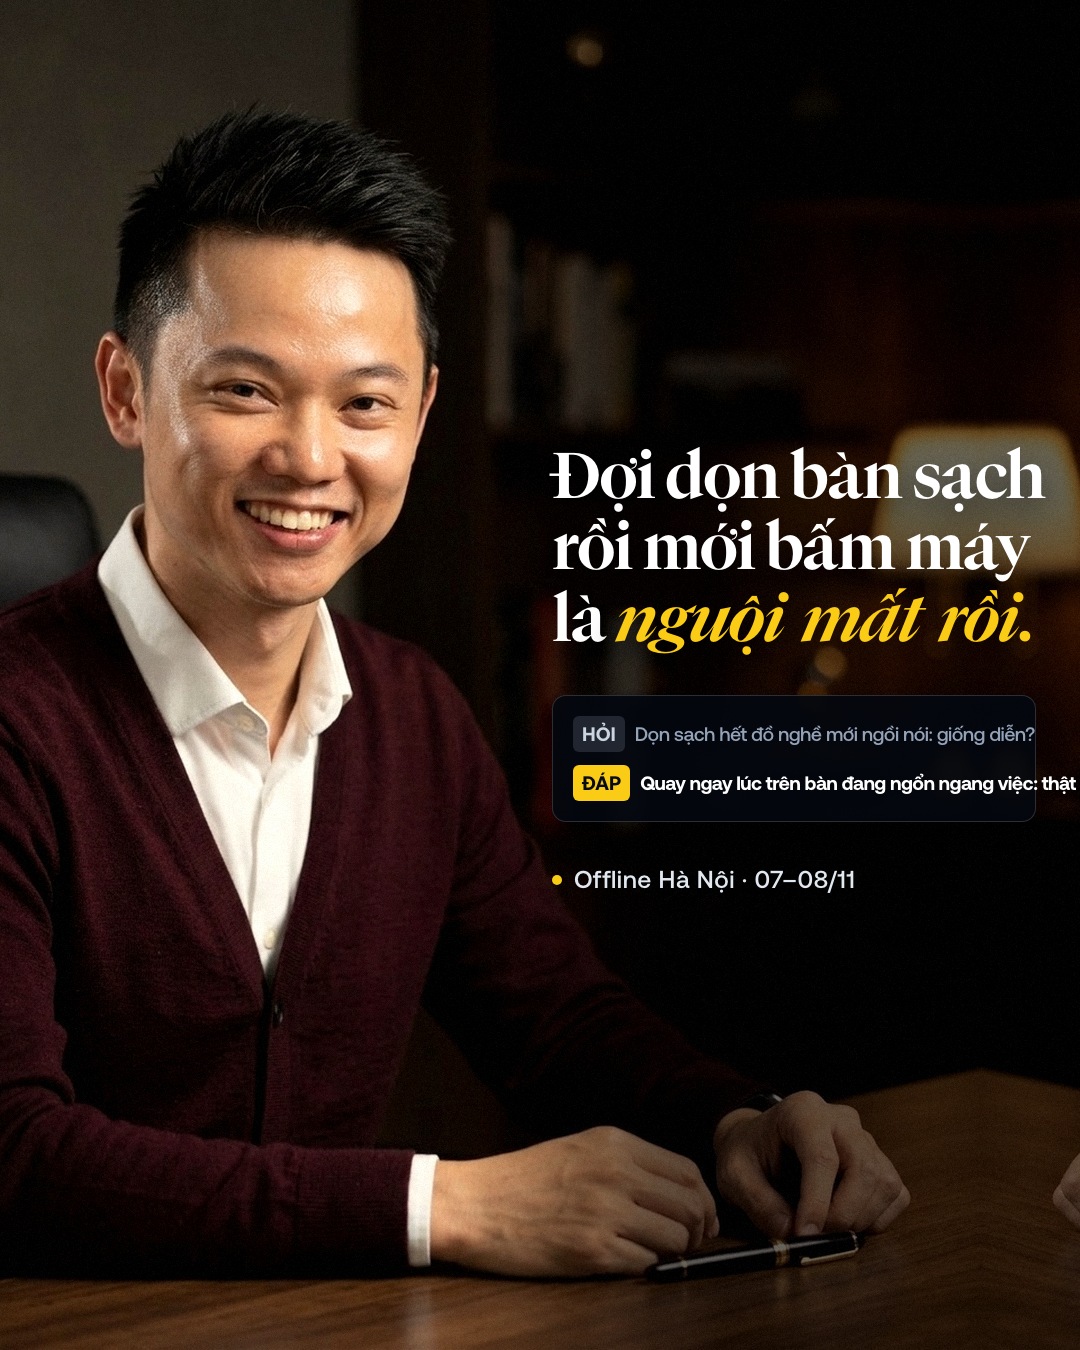 Đợi dọn bàn sạch
rồi mới bấm máy
là nguội mất rồi.
HỎI Dọn sạch hết đồ nghề mới ngồi nói: giống diễn?
ĐÁP Quay ngay lúc trên bàn đang ngổn ngang việc: thật
• Offline Hà Nội · 07–08/11